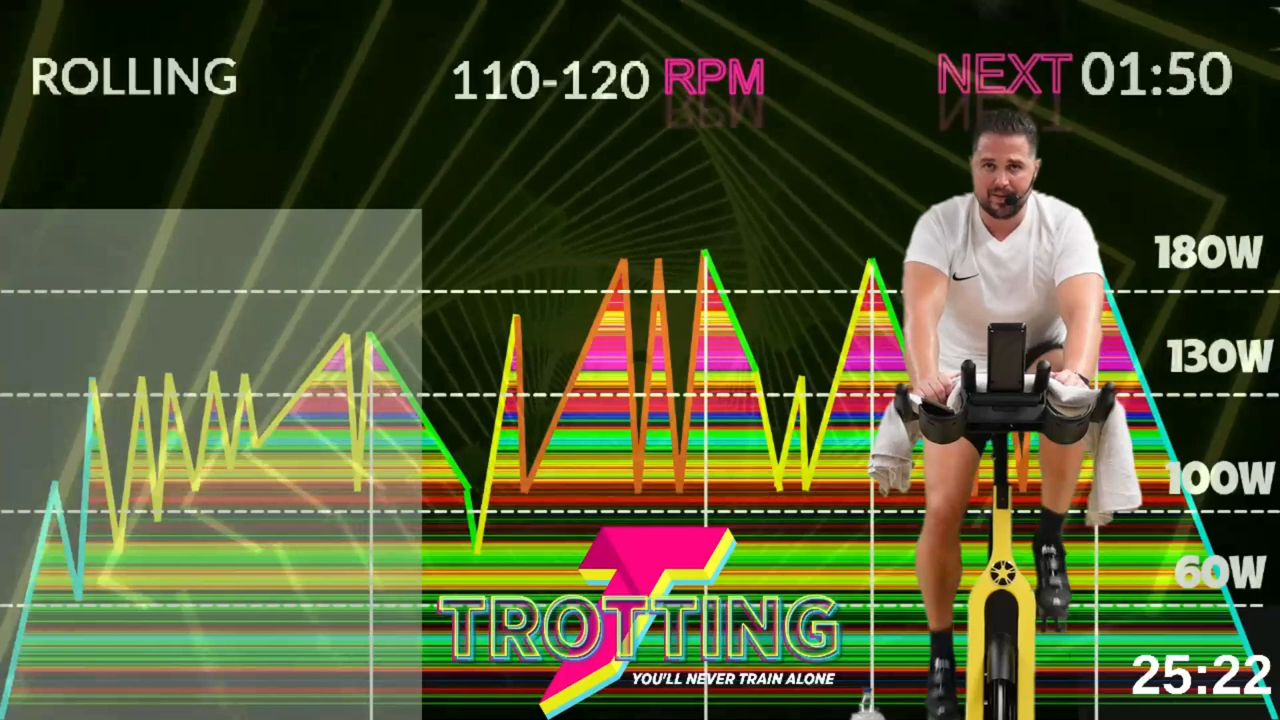 ROLLING
110-120 RPM
NEXT 01:50
180W
130W
100W
60W
TROTTING
YOU'LL NEVER TRAIN ALONE
25:22